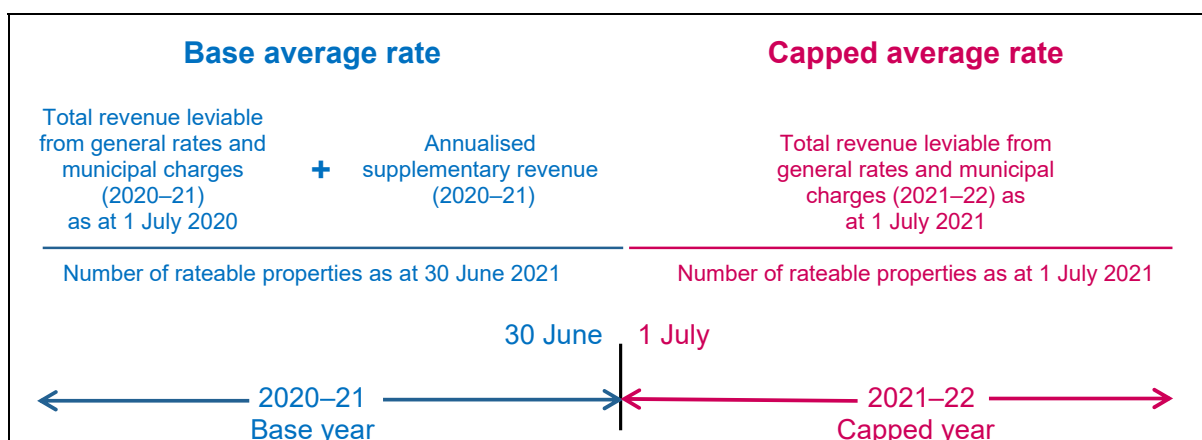 Base average rate
Total revenue leviable
from general rates and
municipal charges
(2020–21)
as at 1 July 2020
+
Annualised
supplementary revenue
(2020–21)
Number of rateable properties as at 30 June 2021
Capped average rate
Total revenue leviable from
general rates and municipal
charges (2021–22) as
at 1 July 2021
Number of rateable properties as at 1 July 2021
30 June
1 July
2020–21
Base year
2021–22
Capped year